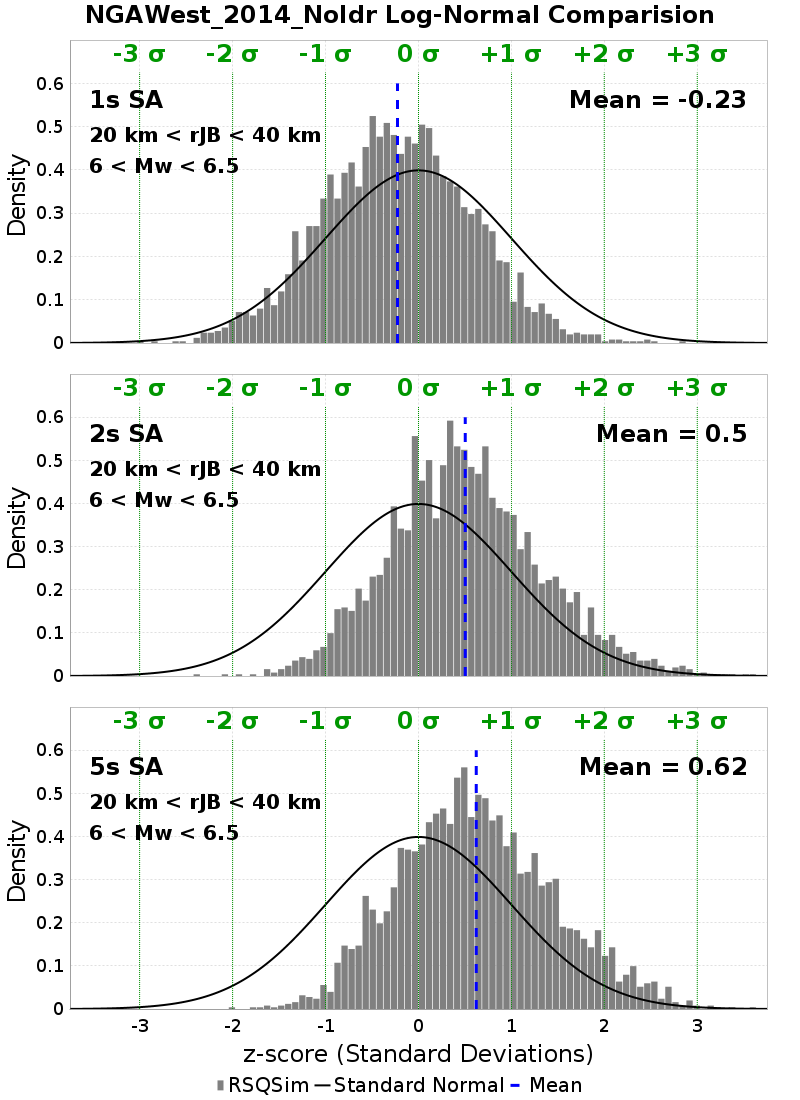 NGAWest_2014_NoIdr Log-Normal Comparision
-3 σ -2 σ -1 σ 0 σ +1 σ +2 σ +3 σ
0.6
1s SA Mean = -0.23
0.5
20 km < rJB < 40 km
6 < Mw < 6.5
0.4
0.3
0.2
0.1
0
Density
-3 σ -2 σ -1 σ 0 σ +1 σ +2 σ +3 σ
0.6
2s SA Mean = 0.5
0.5
20 km < rJB < 40 km
6 < Mw < 6.5
0.4
0.3
0.2
0.1
0
Density
-3 σ -2 σ -1 σ 0 σ +1 σ +2 σ +3 σ
0.6
5s SA Mean = 0.62
0.5
20 km < rJB < 40 km
6 < Mw < 6.5
0.4
0.3
0.2
0.1
0
Density
-3 -2 -1 0 1 2 3
z-score (Standard Deviations)
RSQSim Standard Normal Mean